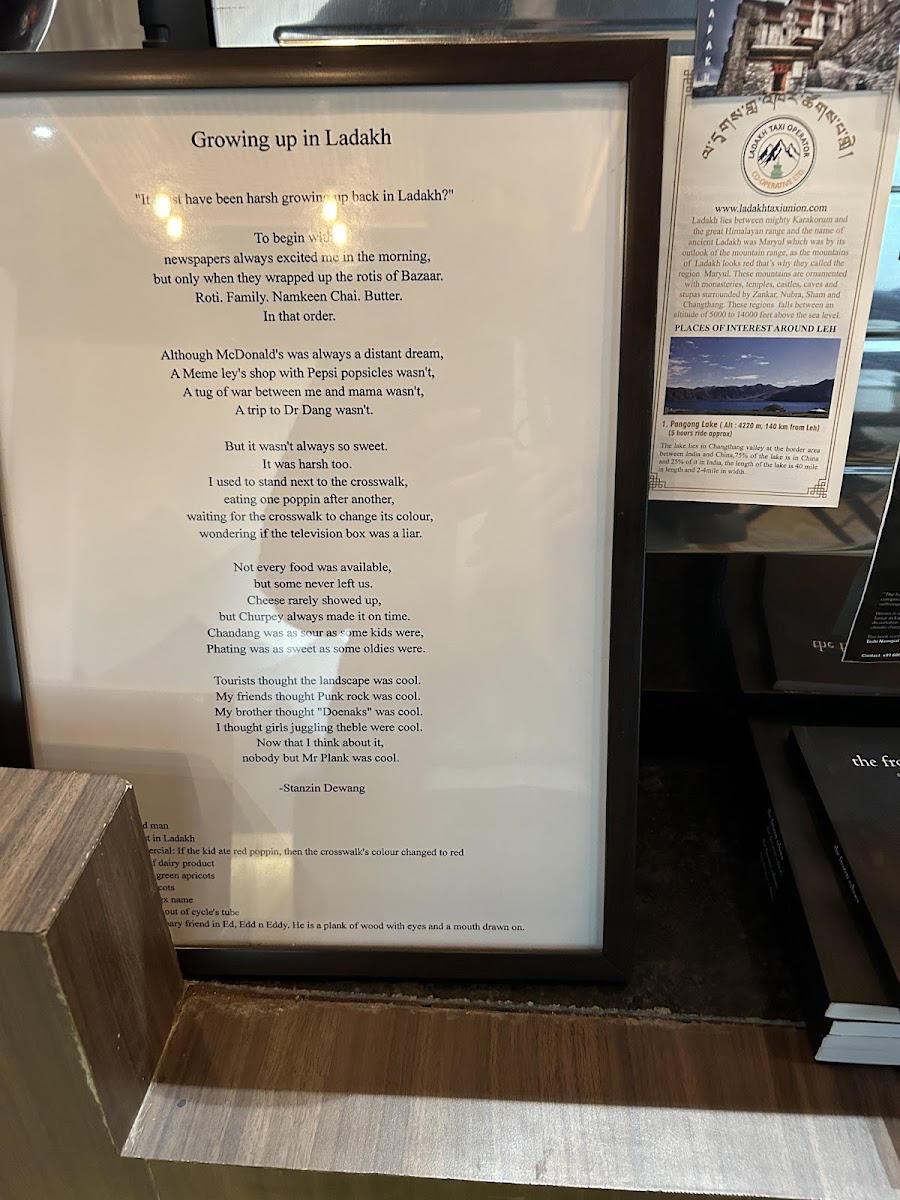 Growing up in Ladakh
"It must have been harsh growing up back in Ladakh?"
To begin with,
newspapers always excited me in the morning,
but only when they wrapped up the rotis of Bazaar.
Roti. Family. Namkeen Chai. Butter.
In that order.
Although McDonald's was always a distant dream,
A Meme ley's shop with Pepsi popsicles wasn't,
A tug of war between me and mama wasn't,
A trip to Dr Dang wasn't.
But it wasn't always so sweet.
It was harsh too.
I used to stand next to the crosswalk,
eating one poppin after another,
waiting for the crosswalk to change its colour,
wondering if the television box was a liar.
Not every food was available,
but some never left us.
Cheese rarely showed up,
but Churpey always made it on time.
Chandang was as sour as some kids were,
Phating was as sweet as some oldies were.
Tourists thought the landscape was cool.
My friends thought Punk rock was cool.
My brother thought "Doenaks" was cool.
I thought girls juggling theble were cool.
Now that I think about it,
nobody but Mr Plank was cool.
-Stanzin Dewang
d man
t in Ladakh
ercial: If the kid ate red poppin, then the crosswalk's colour changed to red
f dairy product
green apricots
cots
x name
out of cycle's tube
ary friend in Ed, Edd n Eddy. He is a plank of wood with eyes and a mouth drawn on.
ADAKH
LADAKH TAXI OPERATOR
CO-OPERATIVE LTD.
www.ladakhtaxiunion.com
Ladakh lies between mighty Karakorum and
the great Himalayan range and the name of
ancient Ladakh was Maryul which was by its
outlook of the mountain range, as the mountains
of Ladakh looks red that's why they called the
region Maryul. These mountains are ornamented
with monasteries, temples, castles, caves and
stupas surrounded by Zankar, Nubra, Sham and
Changthang. These regions falls between an
altitude of 5000 to 14000 feet above the sea level.
PLACES OF INTEREST AROUND LEH
1. Pangong Lake ( Alt : 4220 m, 140 km from Leh)
(5 hours ride approx)
The lake lies in Changthang valley at the border area
between India and China,75% of the lake is in China
and 25% of it in India, the length of the lake is 40 mile
in length and 2-4mile in width.
the f
the fro